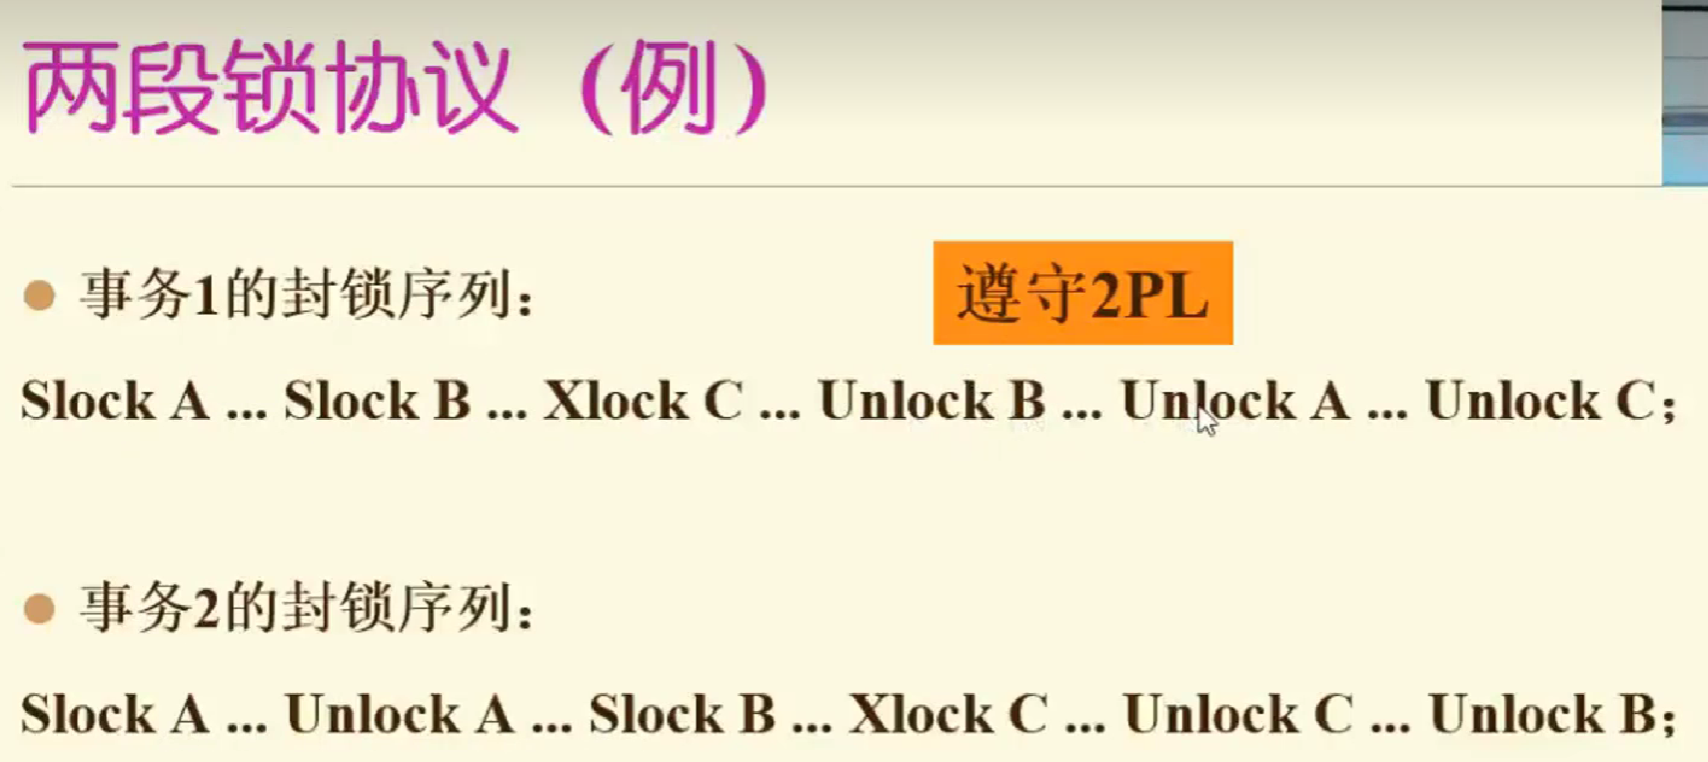 两段锁协议（例）
事务1的封锁序列：
遵守2PL
Slock A ... Slock B ... Xlock C ... Unlock B ... Unlock A ... Unlock C；
事务2的封锁序列：
Slock A ... Unlock A ... Slock B ... Xlock C ... Unlock C ... Unlock B；